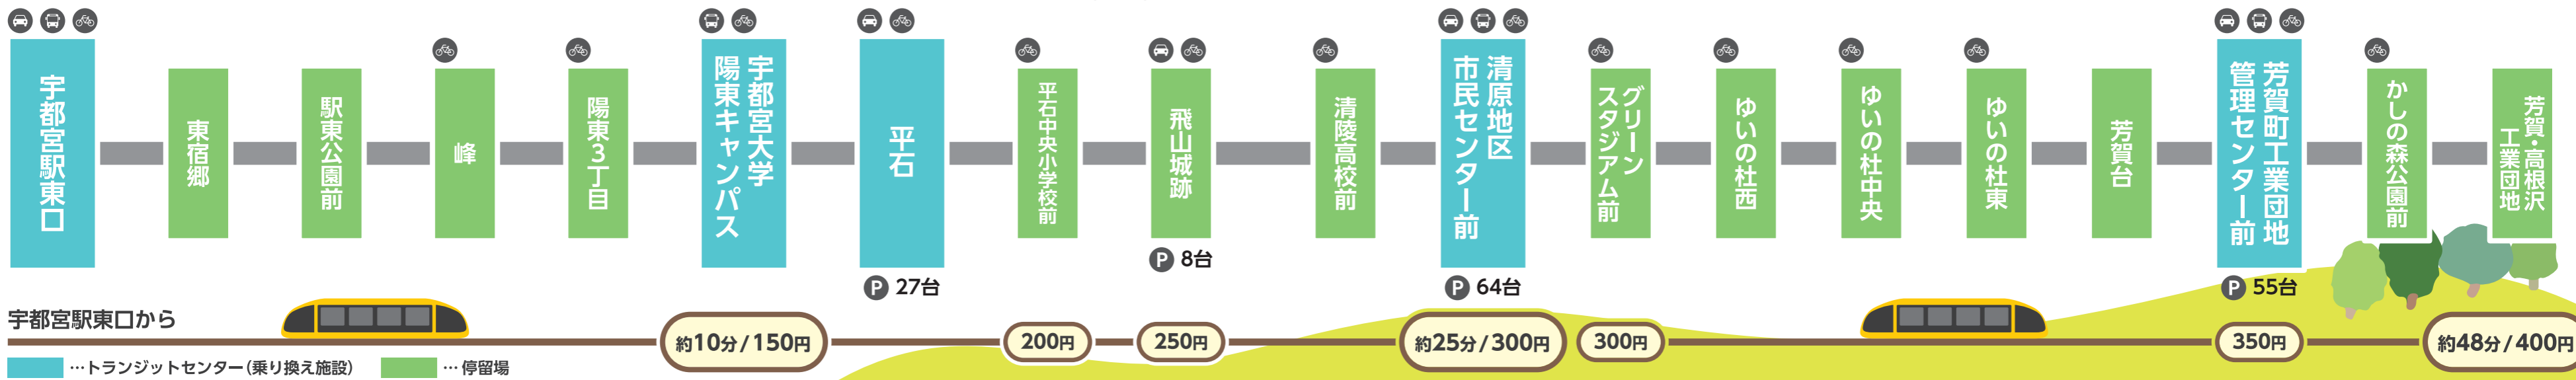 宇都宮駅東口
東宿郷
駅東公園前
峰
陽東3丁目
宇都宮大学
陽東キャンパス
平石
平石中央小学校前
飛山城跡
清陵高校前
清原地区
市民センター前
グリーン
スタジアム前
ゆいの杜西
ゆいの杜中央
ゆいの杜東
芳賀台
芳賀町工業団地
管理センター前
かしの森公園前
芳賀・高根沢
工業団地
P 27台
P 8台
P 64台
P 55台
宇都宮駅東口から
約10分/150円
200円
250円
約25分/300円
300円
350円
約48分/400円
…トランジットセンター(乗り換え施設)
…停留場